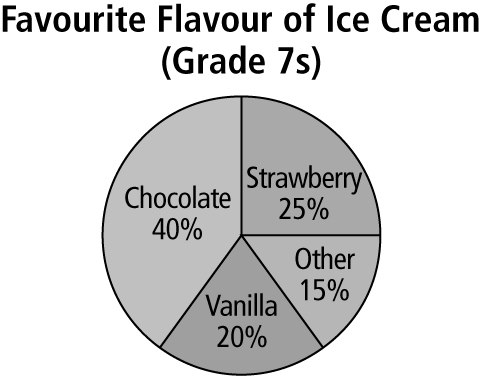 Favourite Flavour of Ice Cream
(Grade 7s)
Strawberry
25%
Chocolate
40%
Other
15%
Vanilla
20%